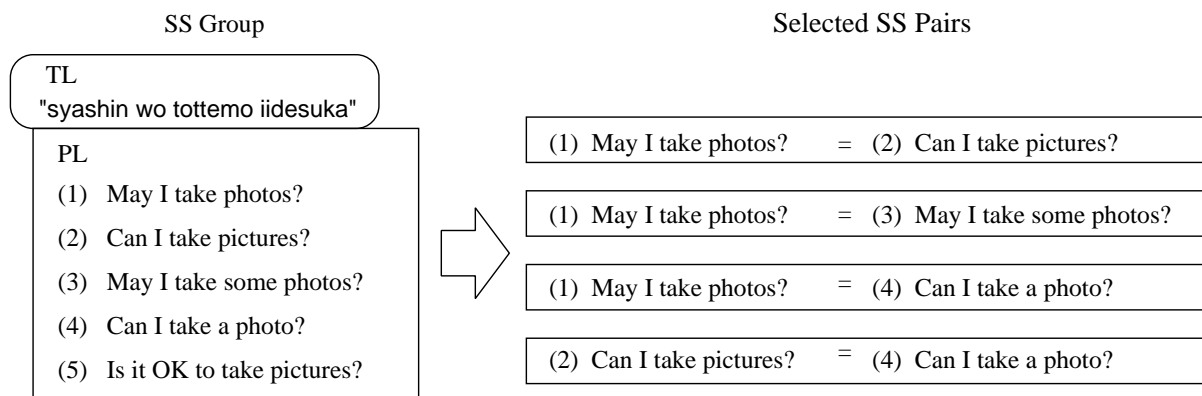 SS Group
TL
"syashin wo tottemo iidesuka"
PL
(1) May I take photos?
(2) Can I take pictures?
(3) May I take some photos?
(4) Can I take a photo?
(5) Is it OK to take pictures?
Selected SS Pairs
(1) May I take photos? = (2) Can I take pictures?
(1) May I take photos? = (3) May I take some photos?
(1) May I take photos? = (4) Can I take a photo?
(2) Can I take pictures? = (4) Can I take a photo?